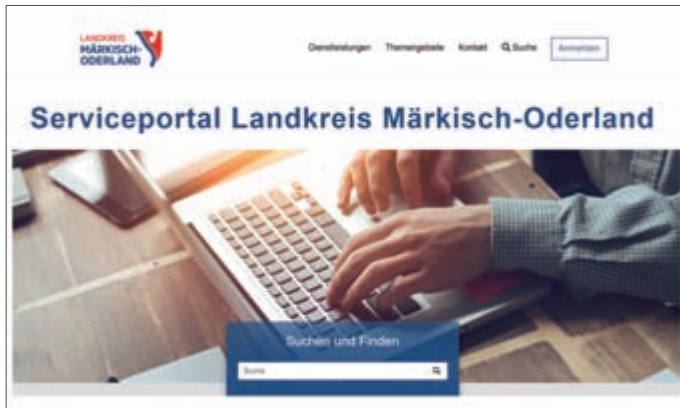 LANDKREIS
MÄRKISCH-
ODERLAND
Dienstleistungen Themengebiete Kontakt Suche Anmelden
Serviceportal Landkreis Märkisch-Oderland
Suchen und Finden
Suche